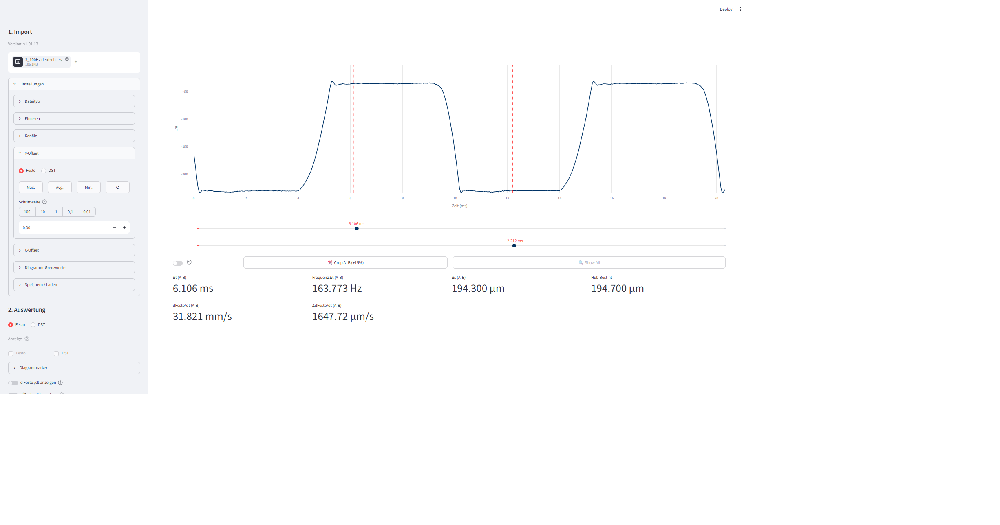 Deploy
1. Import
Version: v1.01.13
3_100Hz deutsch.csv
106.1KB
Einstellungen
Dateityp
Einlesen
Kanäle
Y-Offset
Festo
DST
Max.
Avg.
Min.
Schrittweite
100
10
1
0,1
0,01
0.00
X-Offset
Diagramm-Grenzwerte
Speichern / Laden
2. Auswertung
Festo
DST
Anzeige
Festo
DST
Diagrammarker
d Festo /dt anzeigen
−50
−100
−150
−200
µm
0
2
4
6
8
10
12
14
16
18
20
Zeit (ms)
6.106 ms
12.212 ms
Crop A–B (+15%)
Show All
Δt (A-B)
6.106 ms
Frequenz Δt (A-B)
163.773 Hz
Δs (A-B)
194.300 µm
Hub Best-fit
194.700 µm
dFesto/dt (A-B)
31.821 mm/s
ΔdFesto/dt (A-B)
1647.72 µm/s